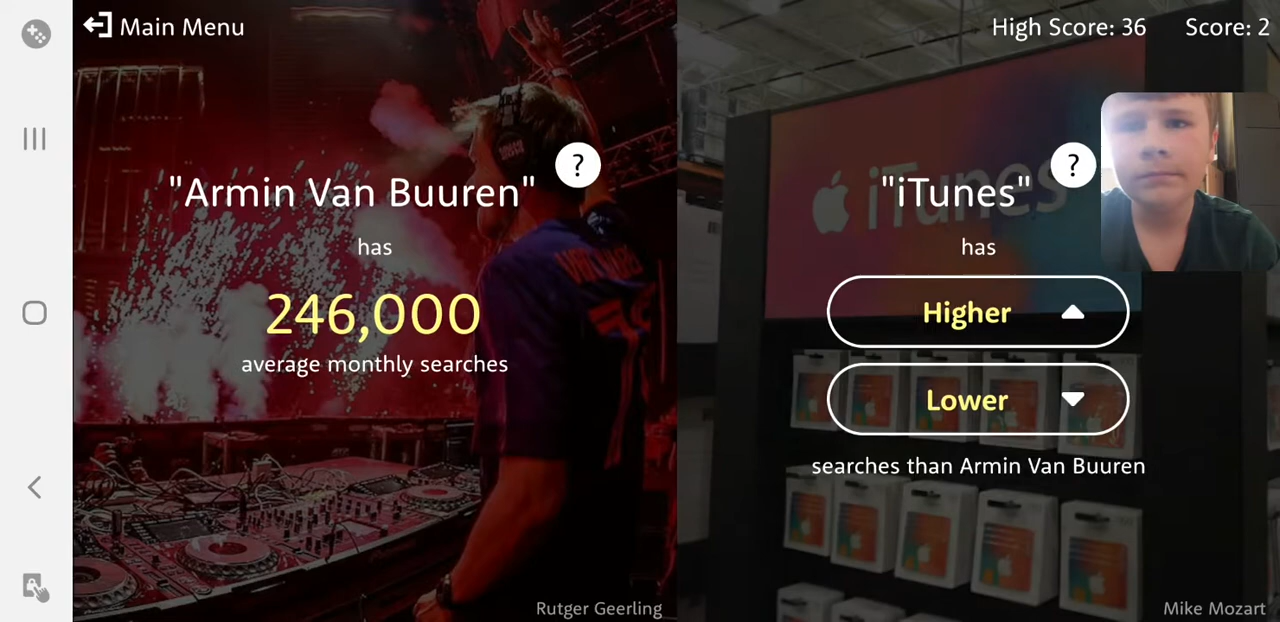 Main Menu
High Score: 36
Score: 2
"Armin Van Buuren"
?
has
246,000
average monthly searches
Rutger Geerling
iTunes
"iTunes"
?
has
Higher
Lower
searches than Armin Van Buuren
Mike Mozart